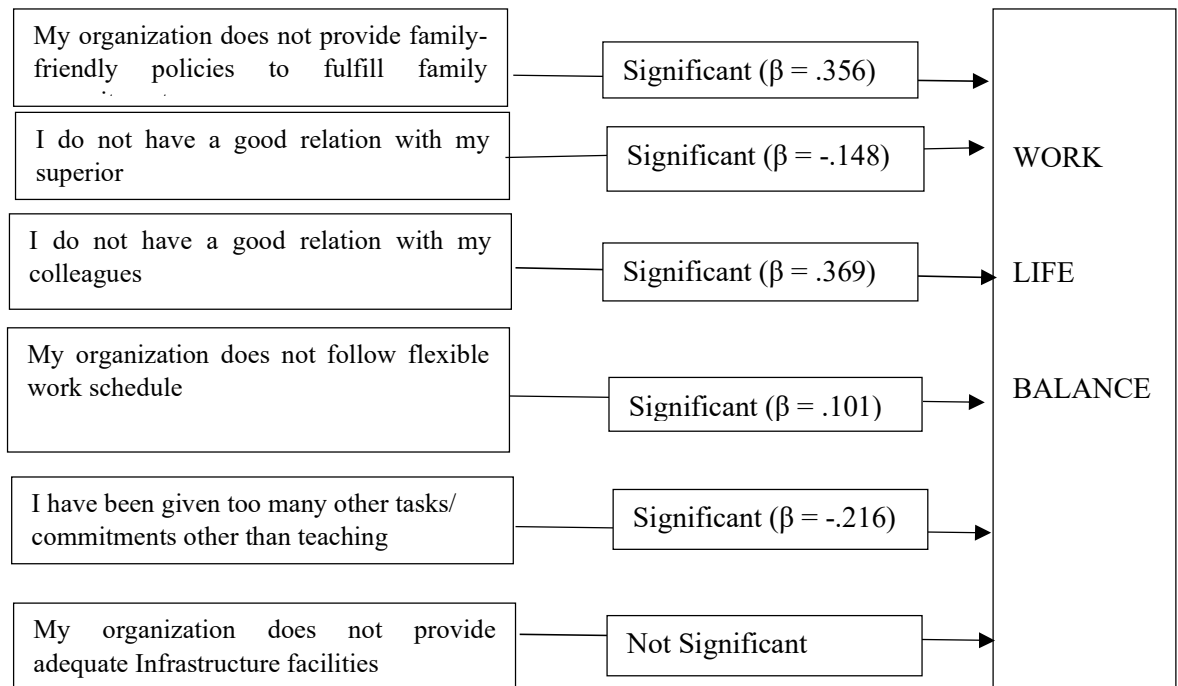 My organization does not provide family-
friendly policies to fulfill family
Significant (β = .356)
I do not have a good relation with my
superior
Significant (β = -.148)
WORK
I do not have a good relation with my
colleagues
Significant (β = .369)
LIFE
My organization does not follow flexible
work schedule
Significant (β = .101)
BALANCE
I have been given too many other tasks/
commitments other than teaching
Significant (β = -.216)
My organization does not provide
adequate Infrastructure facilities
Not Significant